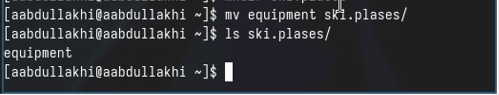 [aabdullakhi@aabdullakhi ~]$ mv equipment ski.plases/
[aabdullakhi@aabdullakhi ~]$ ls ski.plases/
equipment
[aabdullakhi@aabdullakhi ~]$